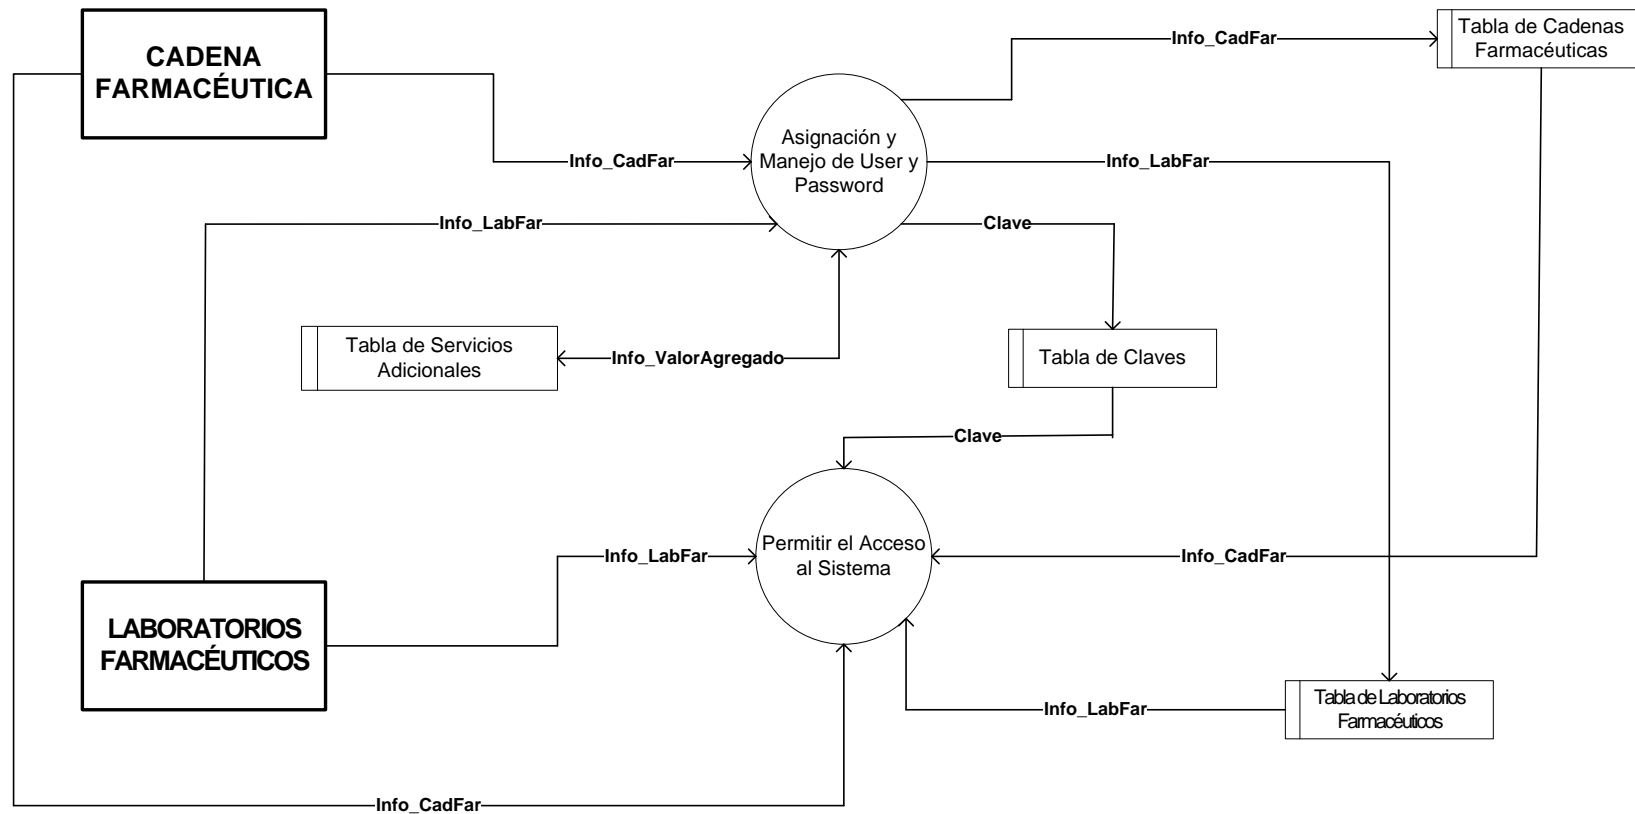 CADENA
FARMACÉUTICA
Info_CadFar
Tabla de Cadenas
Farmacéuticas
Asignación y
Manejo de User y
Password
Info_CadFar
Info_LabFar
Info_LabFar
Clave
Tabla de Servicios
Adicionales
Info_ValorAgregado
Tabla de Claves
Clave
Permitir el Acceso
al Sistema
Info_LabFar
Info_CadFar
LABORATORIOS
FARMACÉUTICOS
Info_LabFar
Tabla de Laboratorios
Farmacéuticos
Info_CadFar